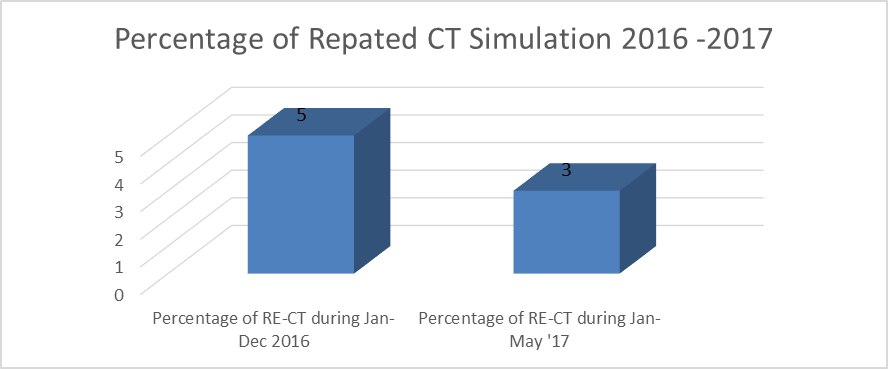 Percentage of Repated CT Simulation 2016 -2017
5
3
5
4
3
2
1
0
Percentage of RE-CT during Jan-
Dec 2016
Percentage of RE-CT during Jan-
May '17